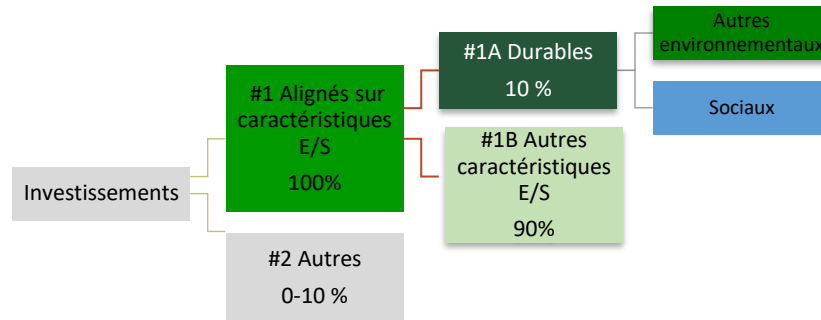 Investissements
#1 Alignés sur
caractéristiques
E/S
100%
#2 Autres
0-10 %
#1A Durables
10 %
#1B Autres
caractéristiques
E/S
90%
Autres
environnementaux
Sociaux